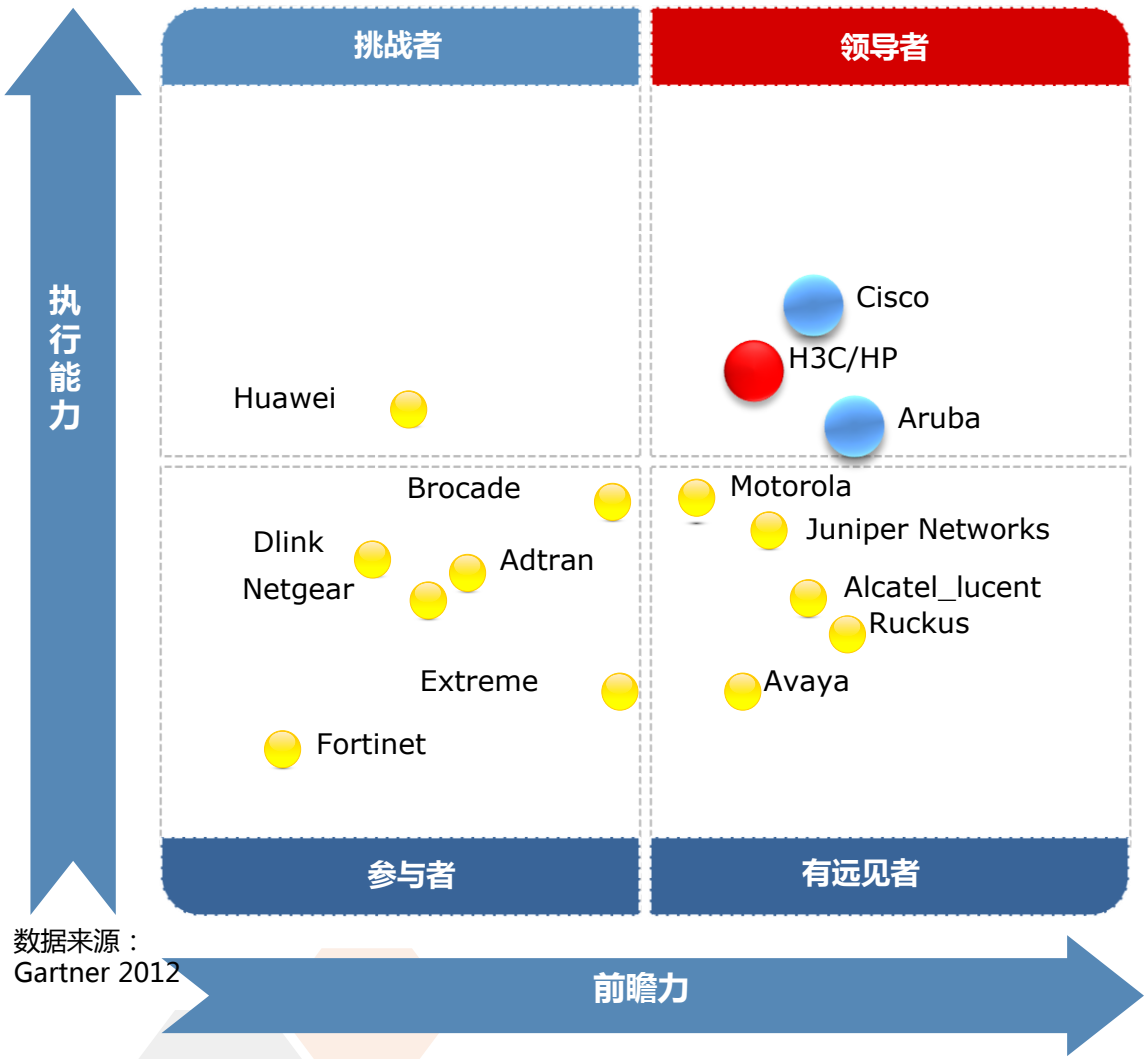 挑战者
领导者
执行能力
Cisco
H3C/HP
Huawei
Aruba
Brocade
Motorola
Juniper Networks
Dlink
Adtran
Netgear
Alcatel_lucent
Ruckus
Extreme
Avaya
Fortinet
参与者
有远见者
数据来源：
Gartner 2012
前瞻力